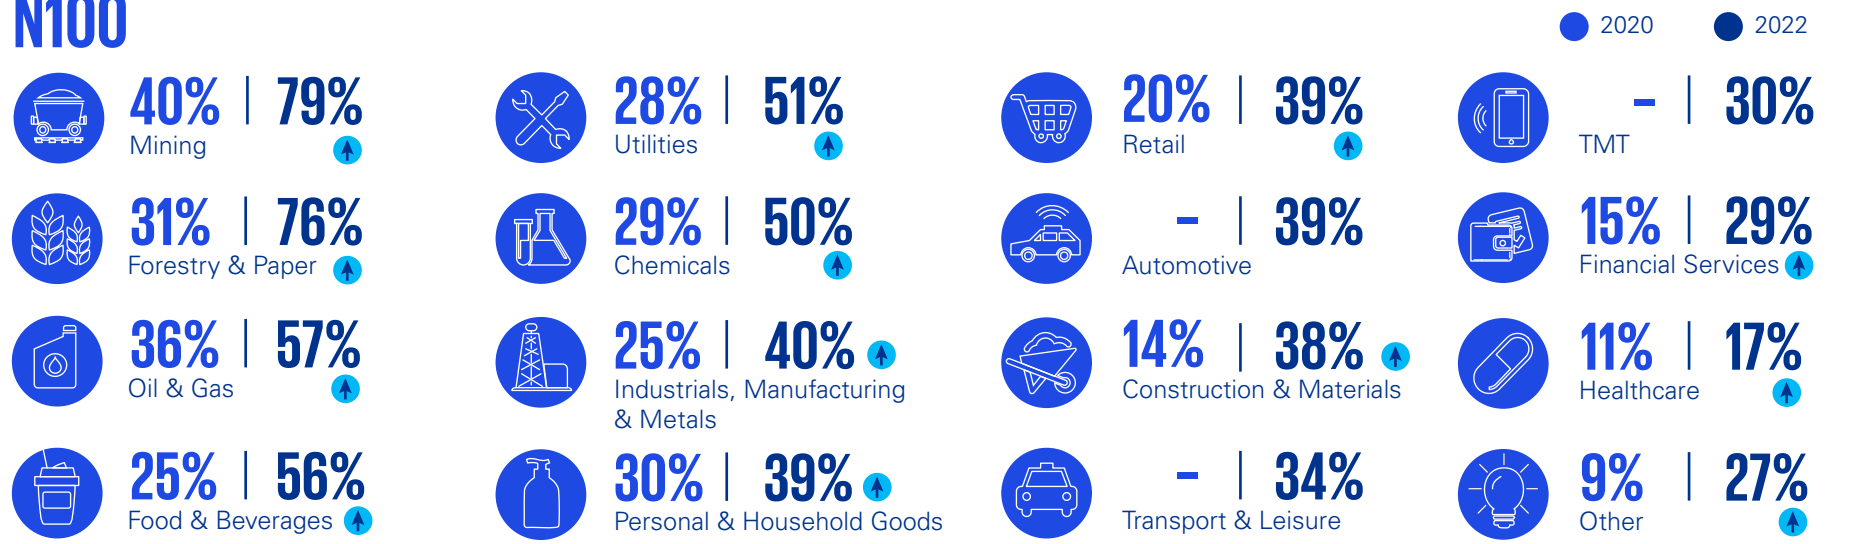 N100
2020
2022
40% | 79%
Mining
31% | 76%
Forestry & Paper
36% | 57%
Oil & Gas
25% | 56%
Food & Beverages
28% | 51%
Utilities
29% | 50%
Chemicals
25% | 40%
Industrials, Manufacturing
& Metals
30% | 39%
Personal & Household Goods
20% | 39%
Retail
– | 39%
Automotive
14% | 38%
Construction & Materials
– | 34%
Transport & Leisure
– | 30%
TMT
15% | 29%
Financial Services
11% | 17%
Healthcare
9% | 27%
Other